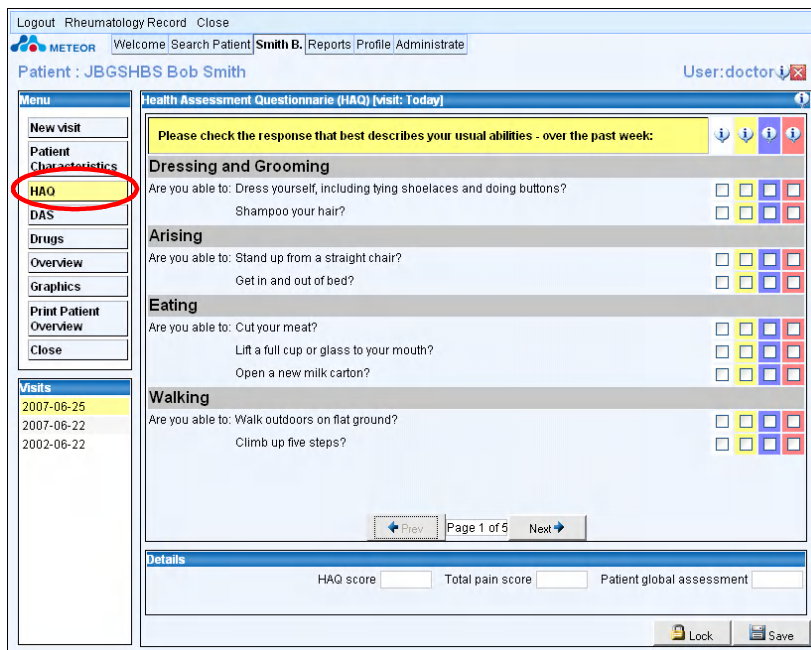 Logout Rheumatology Record Close
METEOR Welcome Search Patient Smith B. Reports Profile Administrate
Patient : JBGSHBS Bob Smith User:doctor
Menu
New visit
Patient
Characteristics
HAQ
DAS
Drugs
Overview
Graphics
Print Patient
Overview
Close
Visits
2007-06-25
2007-06-22
2002-06-22
Health Assessment Questionnarie (HAQ) [visit: Today]
Please check the response that best describes your usual abilities - over the past week:
Dressing and Grooming
Are you able to: Dress yourself, including tying shoelaces and doing buttons?
Shampoo your hair?
Arising
Are you able to: Stand up from a straight chair?
Get in and out of bed?
Eating
Are you able to: Cut your meat?
Lift a full cup or glass to your mouth?
Open a new milk carton?
Walking
Are you able to: Walk outdoors on flat ground?
Climb up five steps?
Prev Page 1 of 5 Next
Details
HAQ score Total pain score Patient global assessment
Lock Save